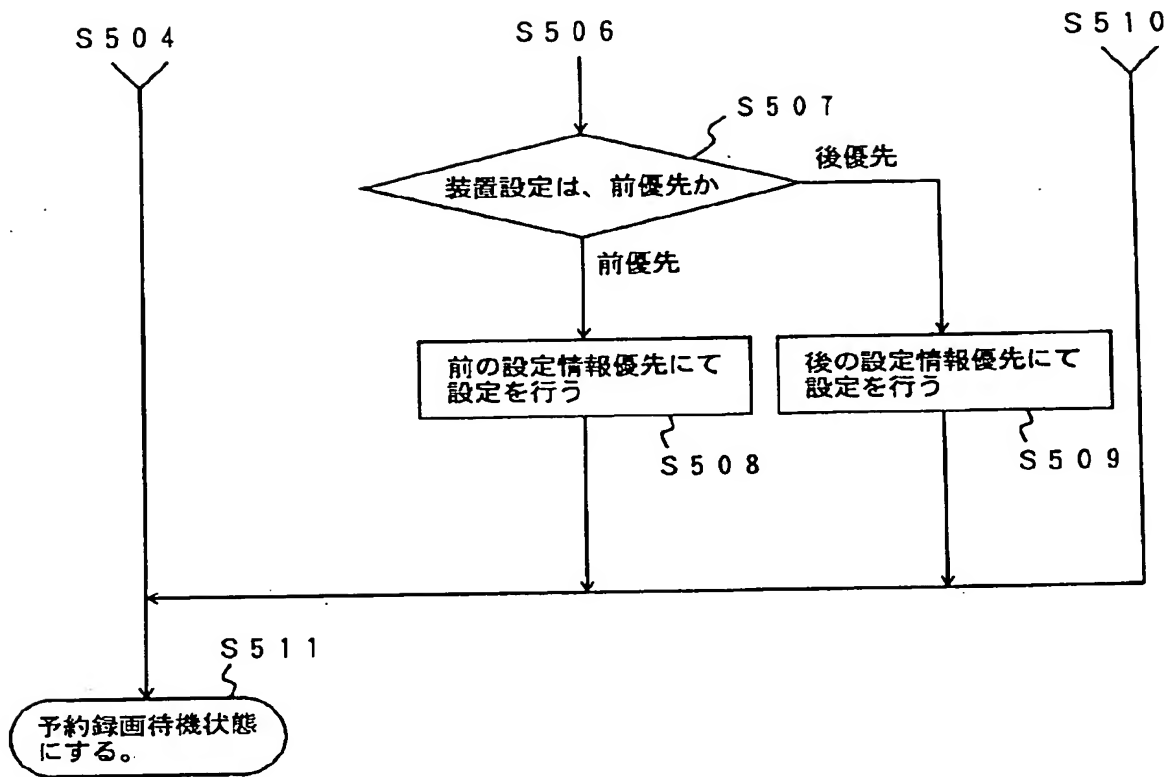 S504
S506
S510
S507
装置設定は、前優先か
後優先
前優先
前の設定情報優先にて
設定を行う
後の設定情報優先にて
設定を行う
S508
S509
S511
予約録画待機状態
にする。